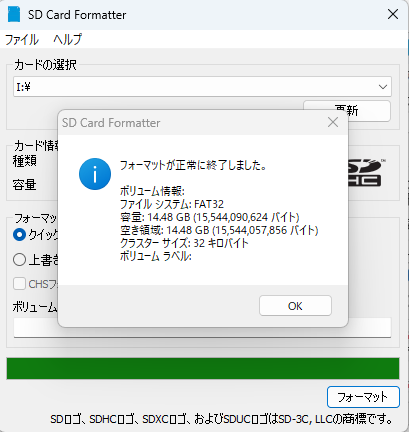 SD Card Formatter
ファイル ヘルプ
カードの選択
I:¥
更新
カード情
種類
容量
SD Card Formatter
フォーマットが正常に終了しました。
ボリューム情報:
ファイル システム: FAT32
容量: 14.48 GB (15,544,090,624 バイト)
空き領域: 14.48 GB (15,544,057,856 バイト)
クラスター サイズ: 32 キロバイト
ボリューム ラベル:
OK
フォーマッ
クイック
上書き
CHSフ
ボリューム
フォーマット
SDロゴ、SDHCロゴ、SDXCロゴ、およびSDUCロゴはSD-3C, LLCの商標です。